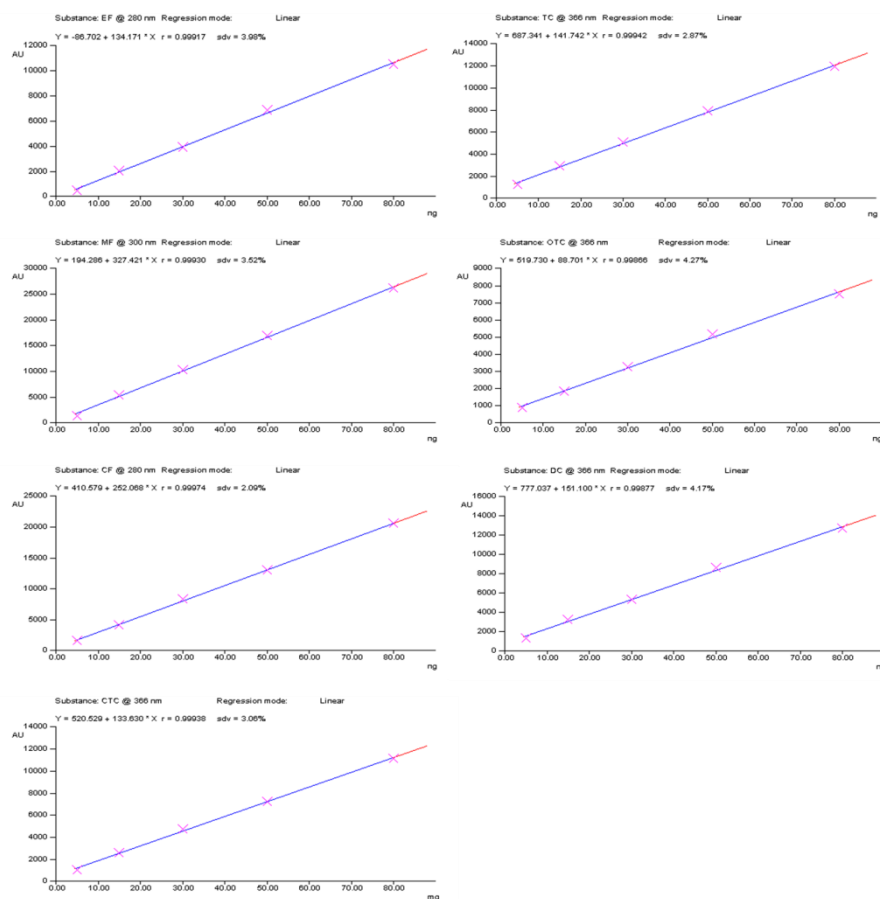 Substance: EF @ 280 nm Regression mode: Linear
Y = -86.702 + 134.171 * X r = 0.99917 sdv = 3.98%
AU
12000
10000
8000
6000
4000
2000
0
0.00 10.00 20.00 30.00 40.00 50.00 60.00 70.00 80.00
ng
Substance: TC @ 366 nm Regression mode: Linear
Y = 687.341 + 141.742 * X r = 0.99942 sdv = 2.87%
AU
14000
12000
10000
8000
6000
4000
2000
0
0.00 10.00 20.00 30.00 40.00 50.00 60.00 70.00 80.00
ng
Substance: MF @ 300 nm Regression mode: Linear
Y = 194.286 + 327.421 * X r = 0.99930 sdv = 3.52%
AU
30000
25000
20000
15000
10000
5000
0
0.00 10.00 20.00 30.00 40.00 50.00 60.00 70.00 80.00
ng
Substance: OTC @ 366 nm Regression mode: Linear
Y = 519.730 + 88.701 * X r = 0.99866 sdv = 4.27%
AU
9000
8000
7000
6000
5000
4000
3000
2000
1000
0
0.00 10.00 20.00 30.00 40.00 50.00 60.00 70.00 80.00
ng
Substance: CF @ 280 nm Regression mode: Linear
Y = 410.579 + 252.068 * X r = 0.99974 sdv = 2.09%
AU
25000
20000
15000
10000
5000
0
0.00 10.00 20.00 30.00 40.00 50.00 60.00 70.00 80.00
ng
Substance: DC @ 366 nm Regression mode: Linear
Y = 777.037 + 151.100 * X r = 0.99877 sdv = 4.17%
AU
16000
14000
12000
10000
8000
6000
4000
2000
0
0.00 10.00 20.00 30.00 40.00 50.00 60.00 70.00 80.00
Substance: CTC @ 366 nm Regression mode: Linear
Y = 520.529 + 133.630 * X r = 0.99938 sdv = 3.06%
AU
14000
12000
10000
8000
6000
4000
2000
0
0.00 10.00 20.00 30.00 40.00 50.00 60.00 70.00 80.00
mg